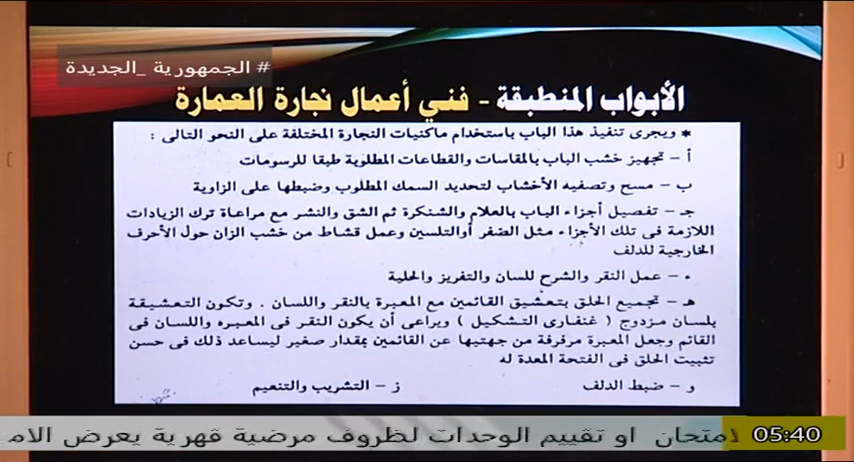 # الجمهورية _الجديدة
الأبواب المنطبقة - فني أعمال نجارة العمارة
* ويجرى تنفيذ هذا الباب باستخدام ماكنيات النجارة المختلفة على النحو التالى :
أ - تجهيز خشب الباب بالمقاسات والقطاعات المطلوبة طبقا للرسومات
ب - مسح وتصفيه الأخشاب لتحديد السمك المطلوب وضبطها على الزاوية
جـ - تفصيل أجزاء الباب بالعلام والشنكرة ثم الشق والنشر مع مراعاة ترك الزيادات
اللازمة فى تلك الأجزاء مثل الضفر أوالتلسين وعمل قشاط من خشب الزان حول الأحرف
الخارجية للدلف
ء - عمل النقر والشرح للسان والتفريز والحلية
هـ - تجميع الحلق بتعشيق القائمين مع المعبرة بالنقر واللسان . وتكون التعشيقة
بلسان مزدوج ( غنفارى التشكيل ) ويراعى أن يكون النقر فى المعبره واللسان فى
القائم وجعل المعبرة مرفرفة من جهتيها عن القائمين بمقدار صغير ليساعد ذلك فى حسن
تثبيت الحلق فى الفتحة المعدة له
و - ضبط الدلف ز - التشريب والتنعيم
لامتحان او تقييم الوحدات لظروف مرضية قهرية يعرض الام
05:40